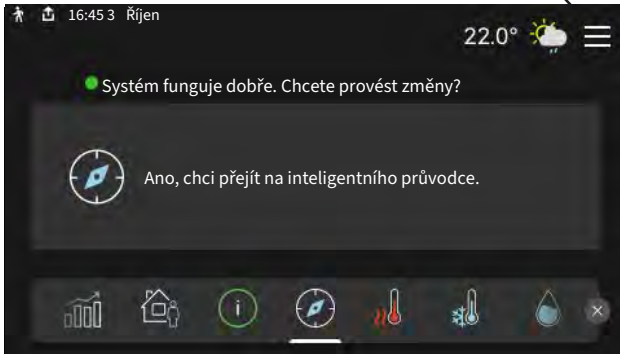 16:45 3 Říjen
22.0°
Systém funguje dobře. Chcete provést změny?
Ano, chci přejít na inteligentního průvodce.
i